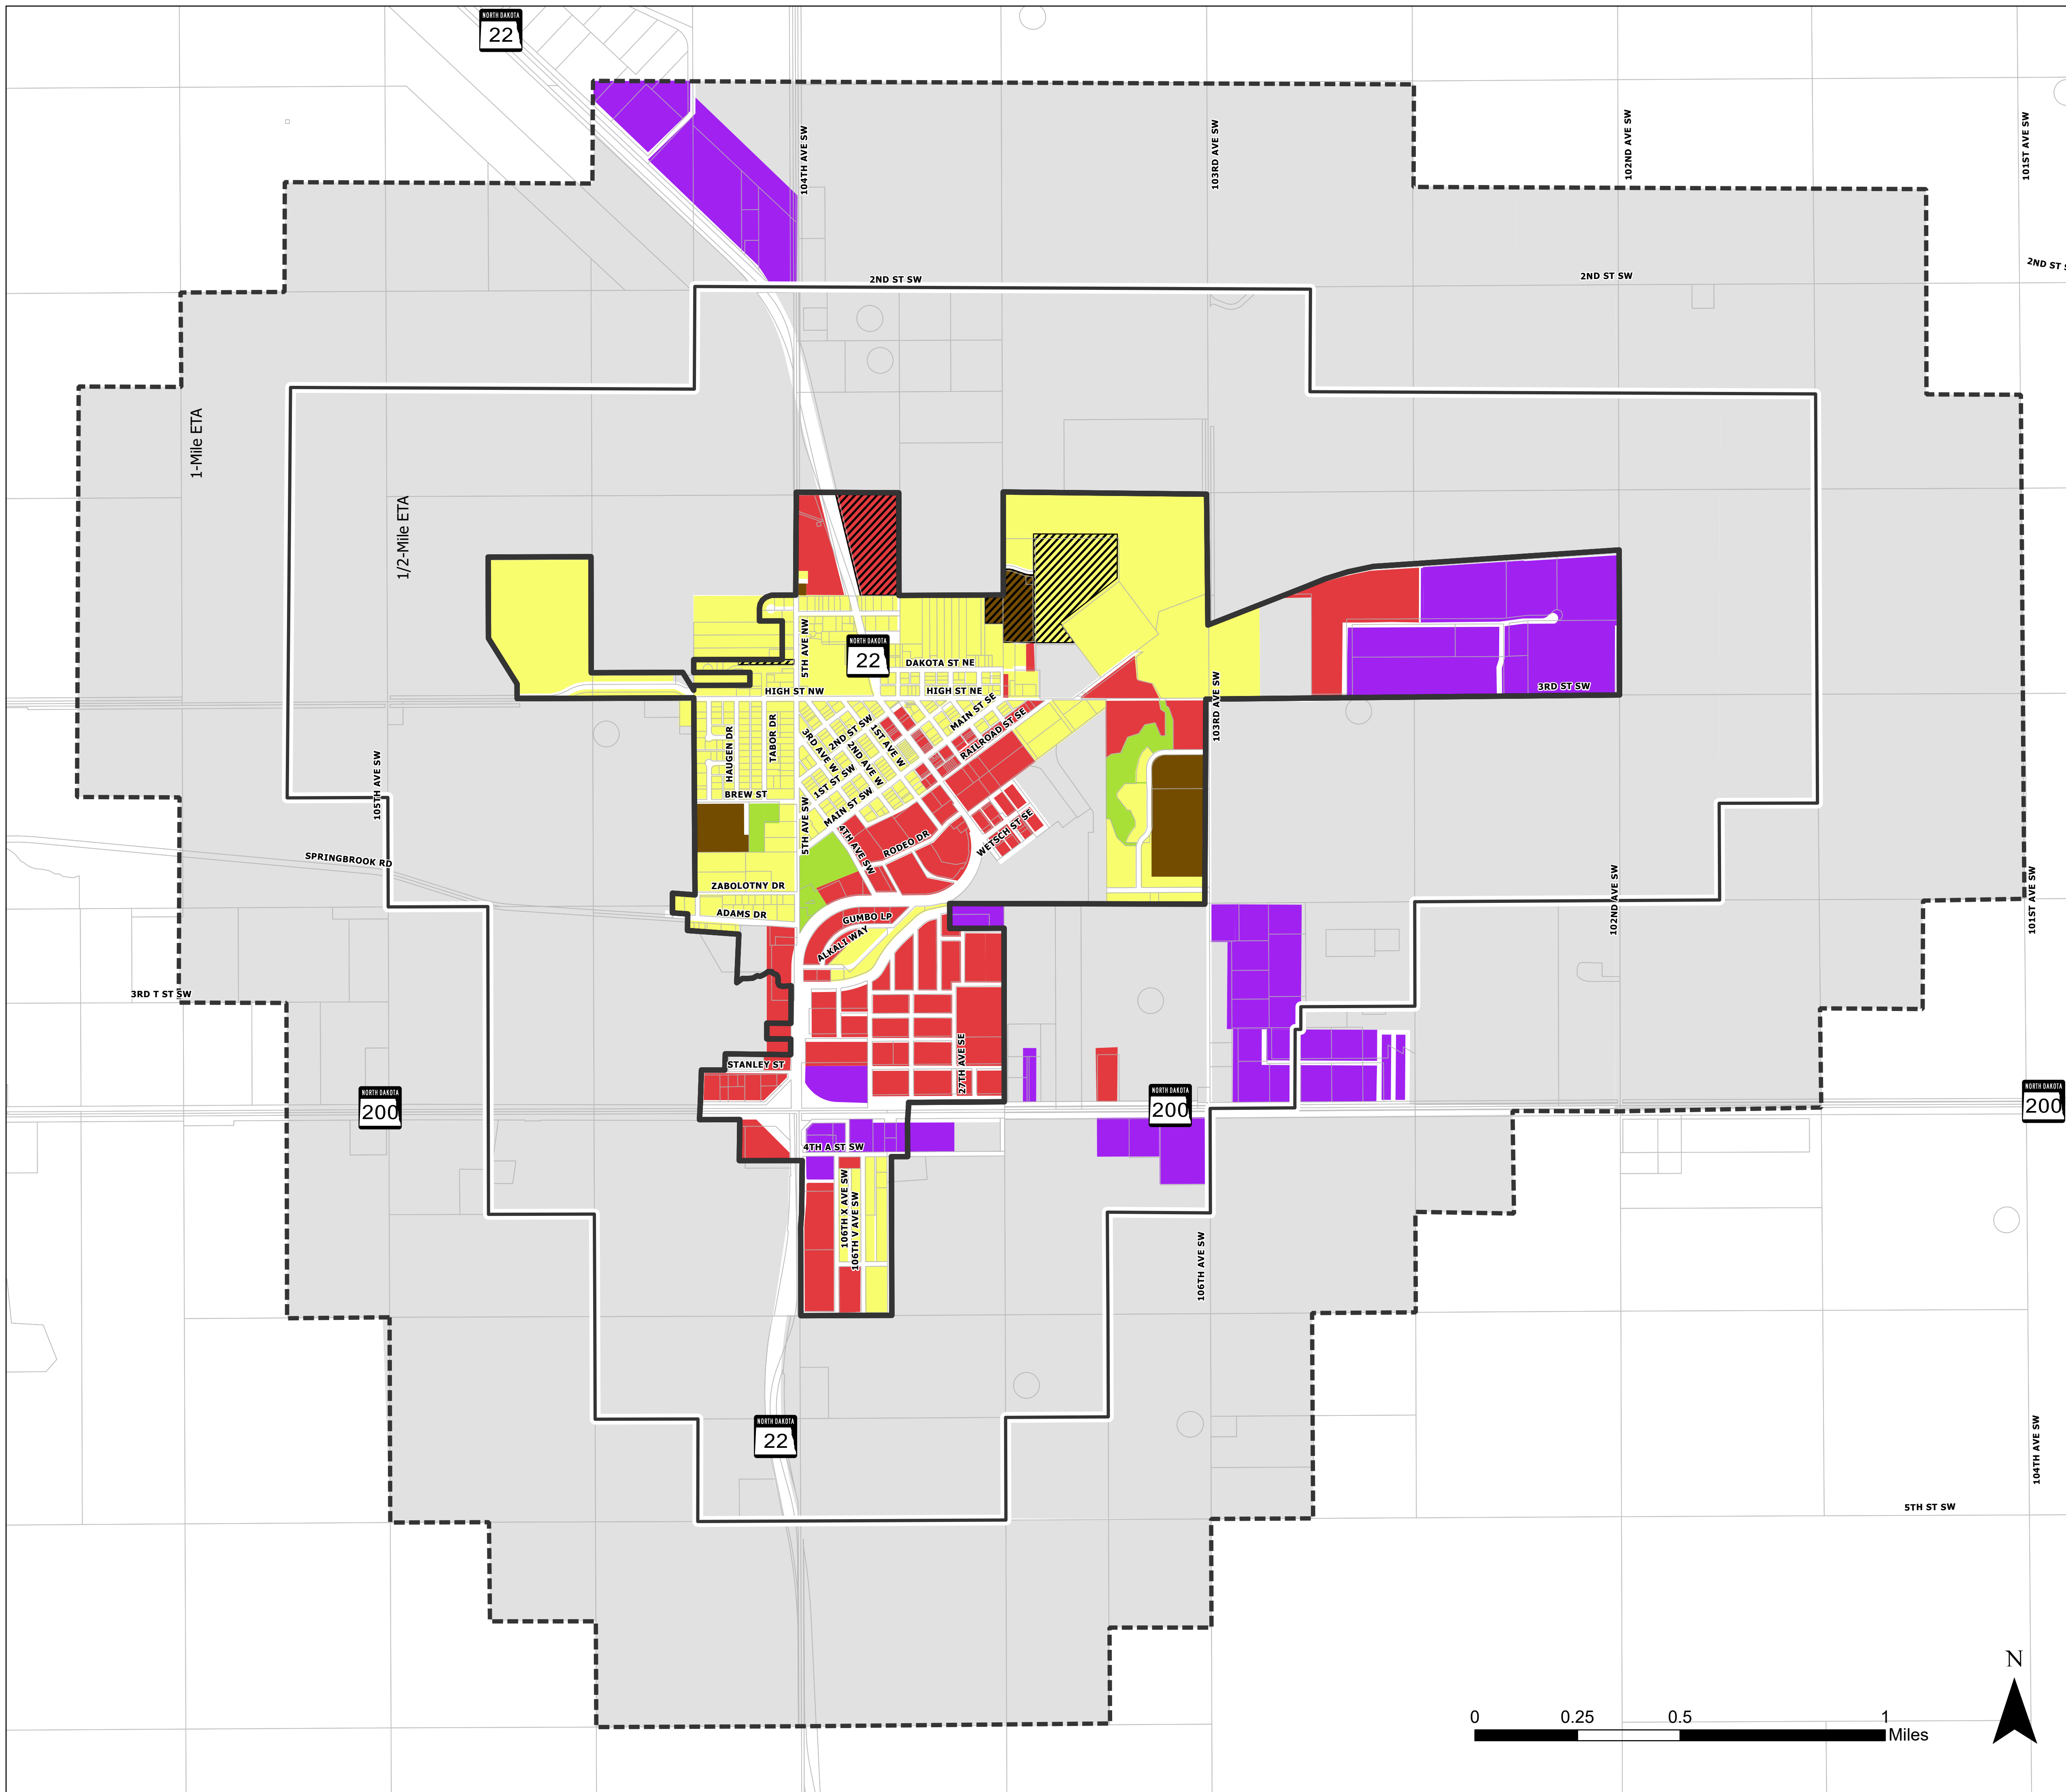 NORTH DAKOTA
22
104TH AVE SW
103RD AVE SW
102ND AVE SW
101ST AVE SW
2ND ST SW
2ND ST SW
2ND ST S
1-Mile ETA
1/2-Mile ETA
5TH AVE NW
NORTH DAKOTA
22
DAKOTA ST NE
HIGH ST NW
HIGH ST NE
3RD ST SW
103RD AVE SW
MAIN ST SE
RAILROAD ST SE
HAUGEN DR
TABOR DR
3RD AVE W
2ND ST SW
2ND AVE W
1ST AVE W
1ST ST SW
MAIN ST SW
BREW ST
105TH AVE SW
5TH AVE SW
4TH AVE SW
RODEO DR
WETSCH ST SE
SPRINGBROOK RD
ZABOLOTNY DR
ADAMS DR
GUMBO LP
ALKALI WAY
102ND AVE SW
101ST AVE SW
3RD T ST SW
STANLEY ST
27TH AVE SE
NORTH DAKOTA
200
NORTH DAKOTA
200
NORTH DAKOTA
200
4TH A ST SW
106TH X AVE SW
106TH V AVE SW
106TH AVE SW
NORTH DAKOTA
22
104TH AVE SW
5TH ST SW
N
0 0.25 0.5 1
Miles